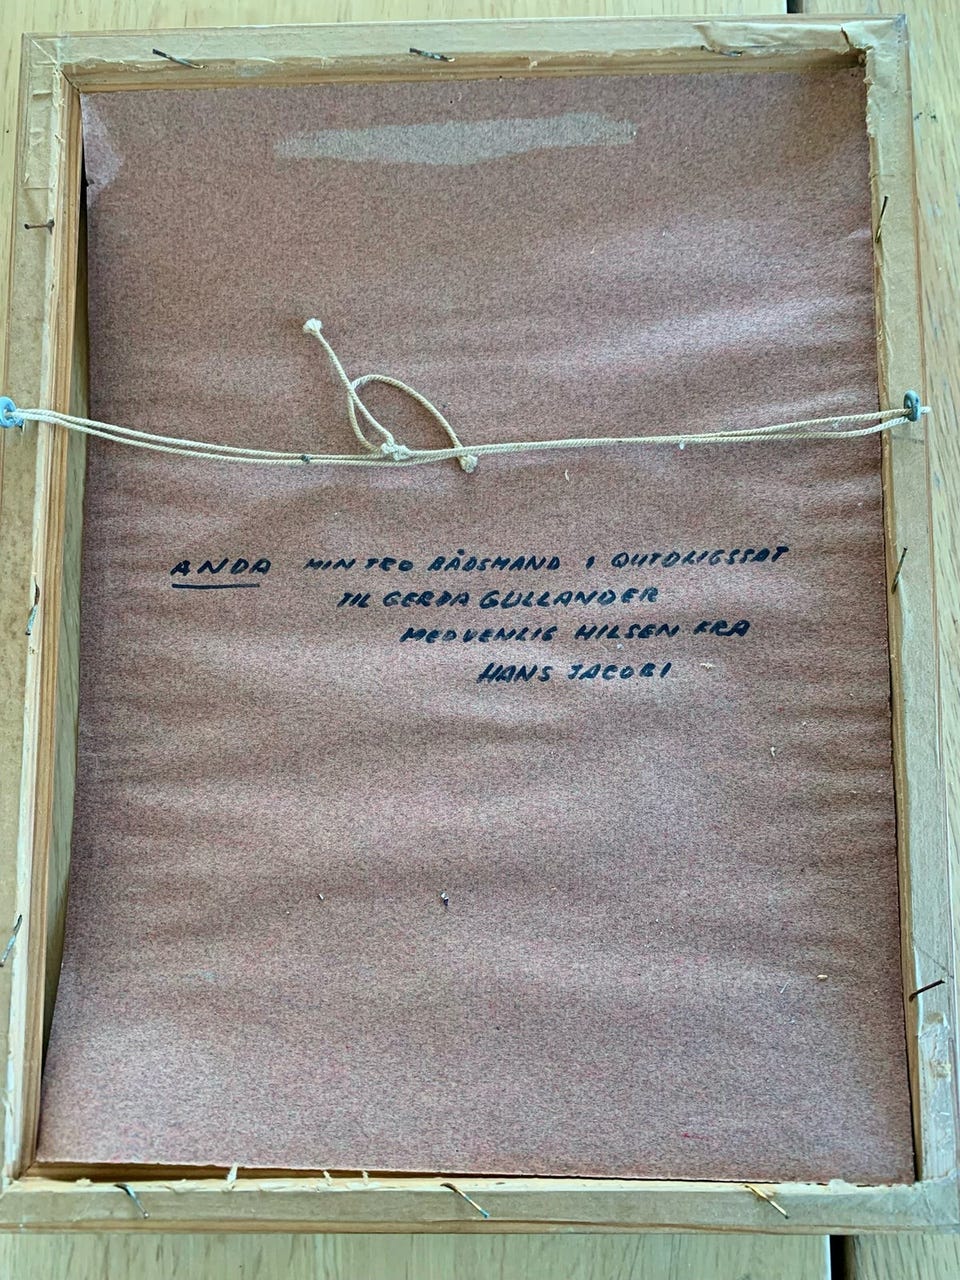 ANDA MIN TRO BÅDSMAND I QUTDLIGSSAT
TIL GERDA GULLANDER
MED VENLIG HILSEN FRA
HANS JACOBI